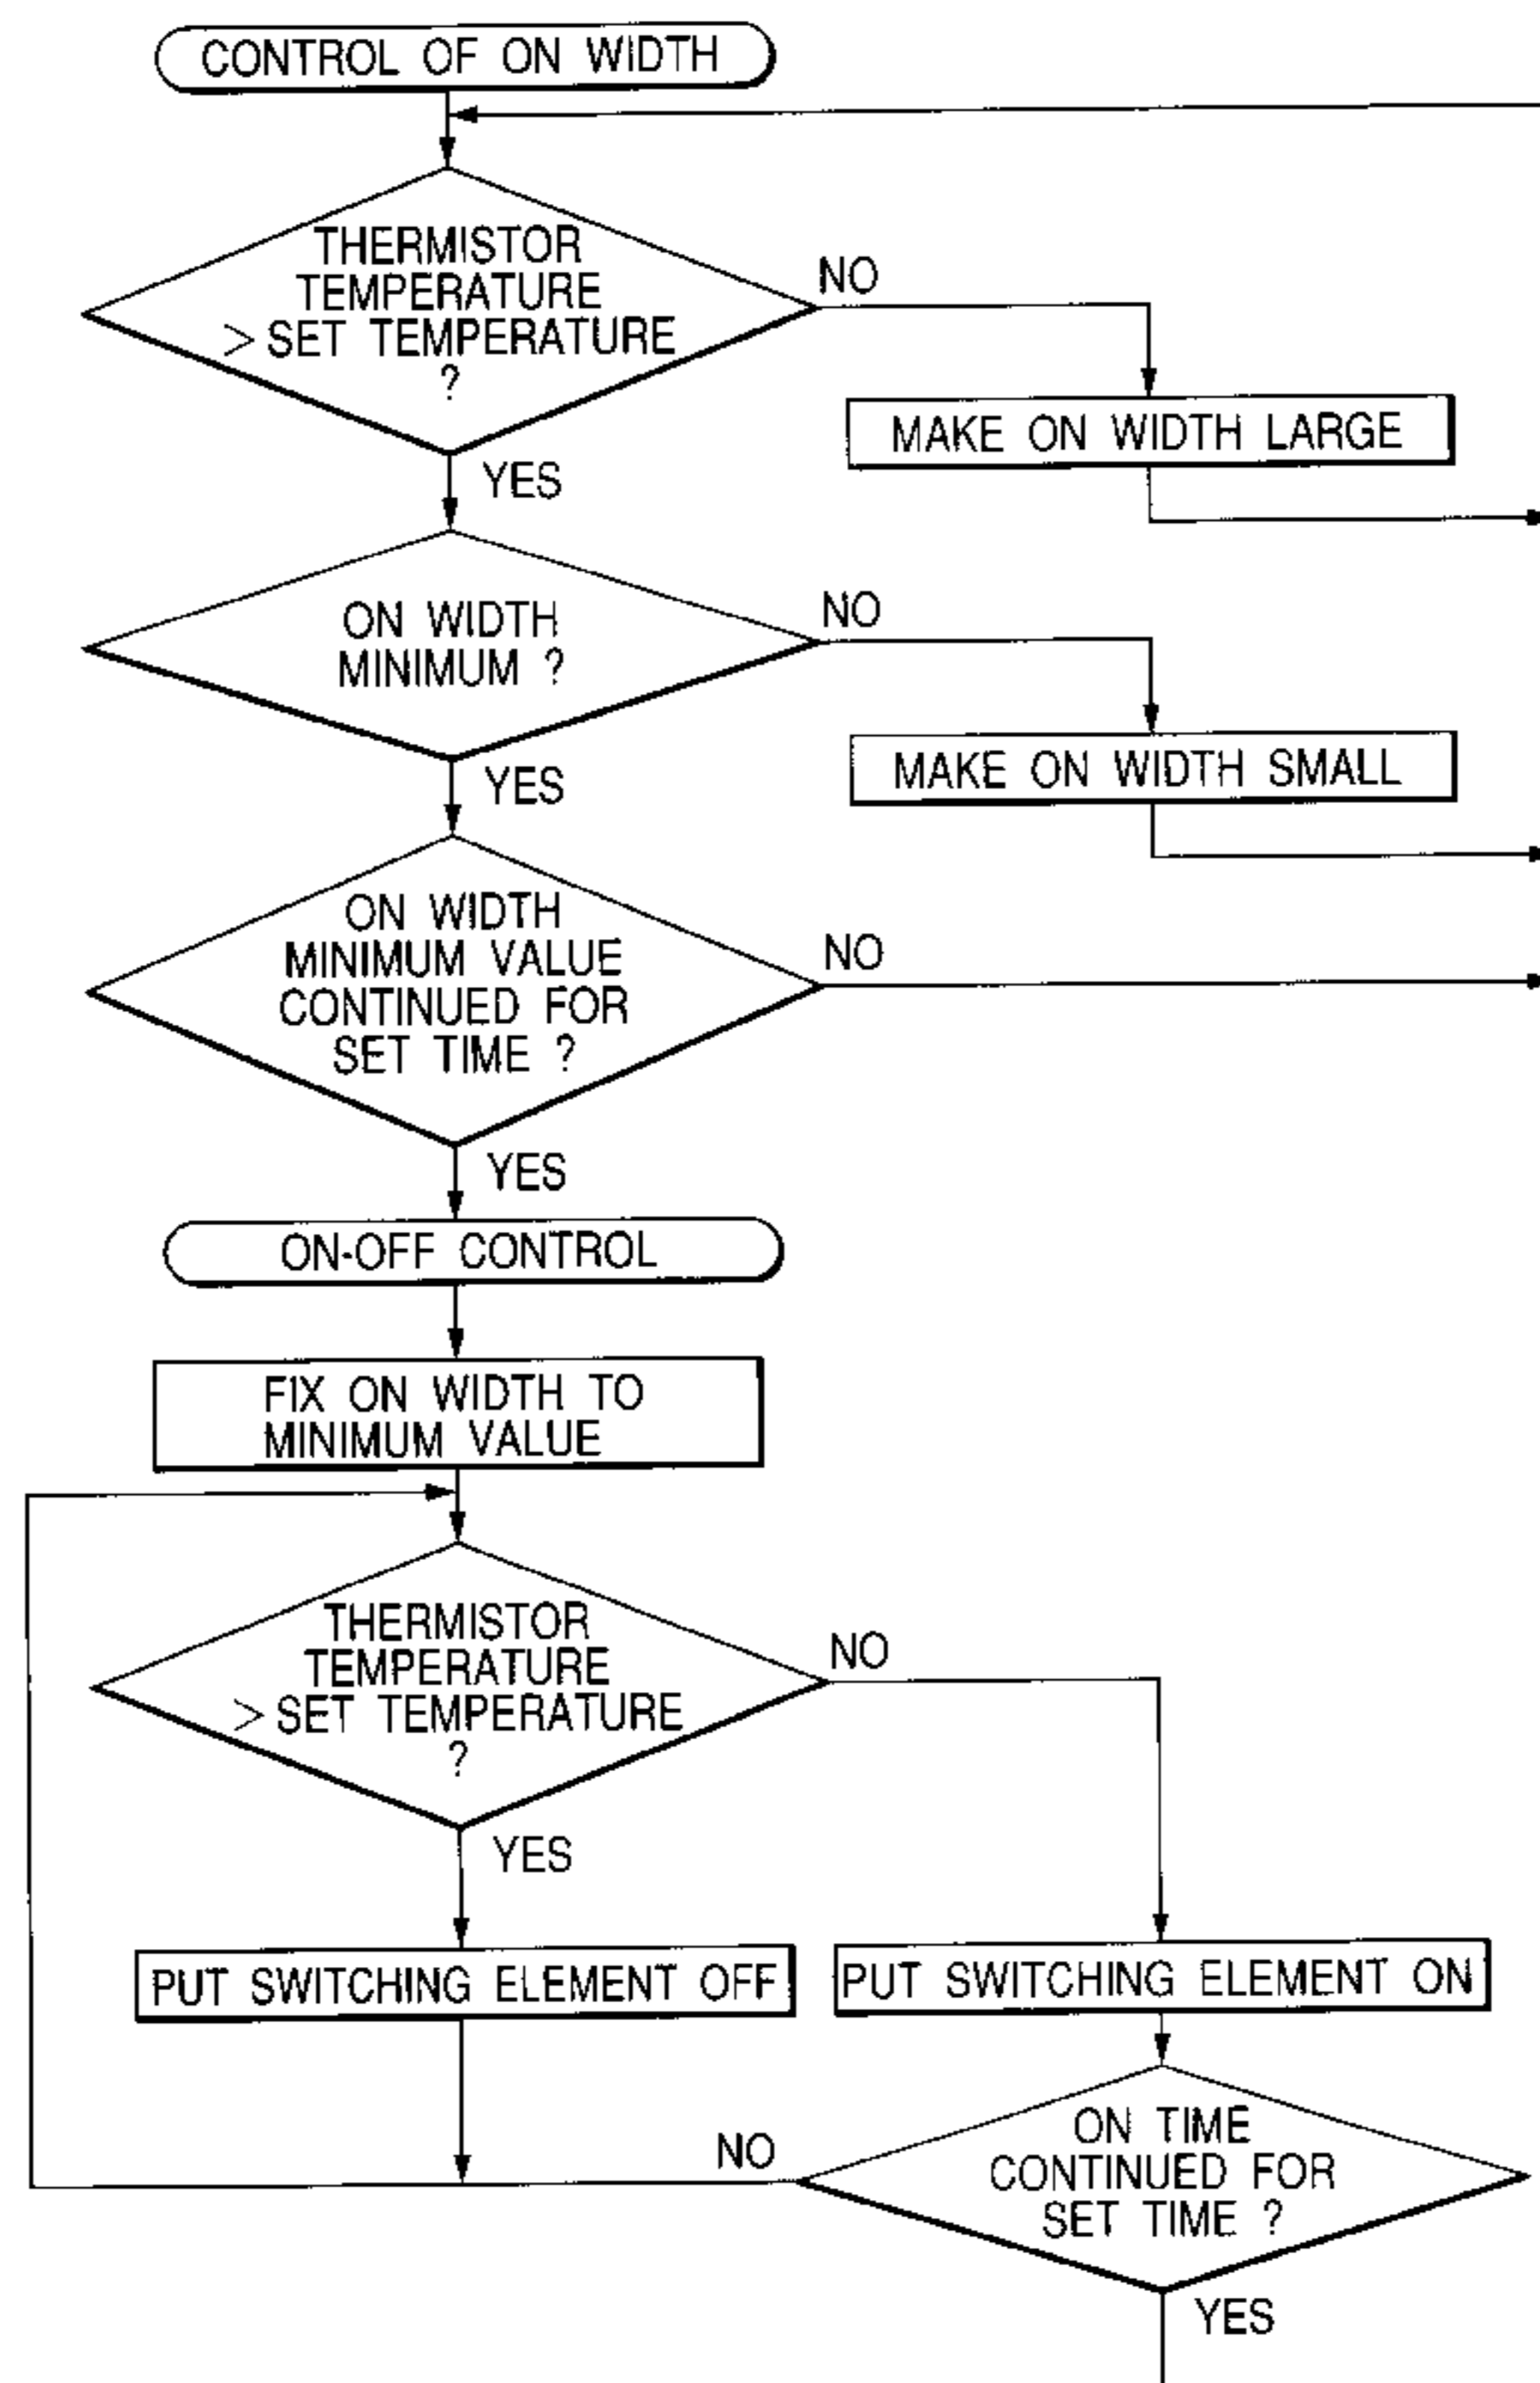 CONTROL OF ON WIDTH
THERMISTOR
TEMPERATURE
> SET TEMPERATURE
?
NO
MAKE ON WIDTH LARGE
YES
ON WIDTH
MINIMUM ?
NO
MAKE ON WIDTH SMALL
YES
ON WIDTH
MINIMUM VALUE
CONTINUED FOR
SET TIME ?
NO
YES
ON-OFF CONTROL
FIX ON WIDTH TO
MINIMUM VALUE
THERMISTOR
TEMPERATURE
> SET TEMPERATURE
?
NO
YES
PUT SWITCHING ELEMENT OFF
PUT SWITCHING ELEMENT ON
ON TIME
CONTINUED FOR
SET TIME ?
NO
YES